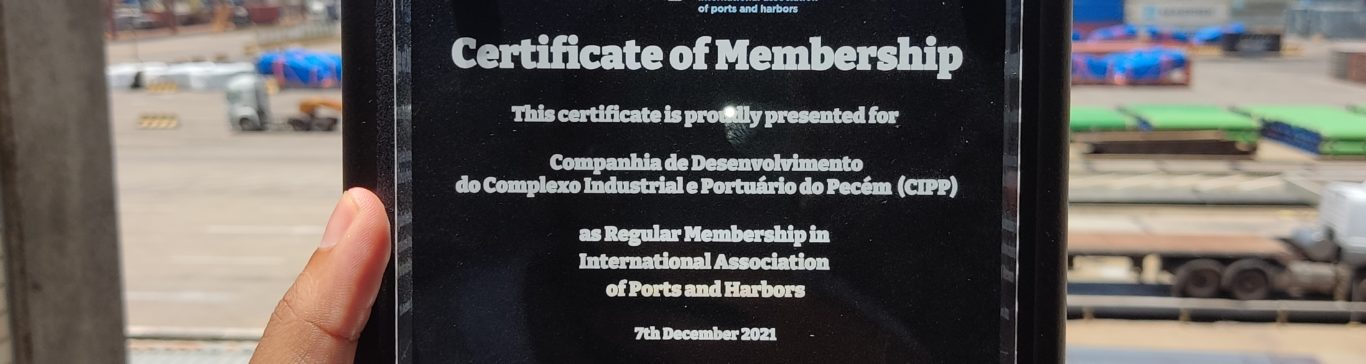 of ports and harbors
Certificate of Membership
This certificate is proudly presented for
Companhia de Desenvolvimento
do Complexo Industrial e Portuário do Pecém (CIPP)
as Regular Membership in
International Association
of Ports and Harbors
7th December 2021